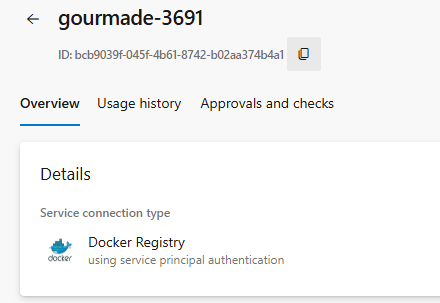 gourmade-3691
ID: bcb9039f-045f-4b61-8742-b02aa374b4a1
Overview Usage history Approvals and checks
Details
Service connection type
Docker Registry
docker
using service principal authentication